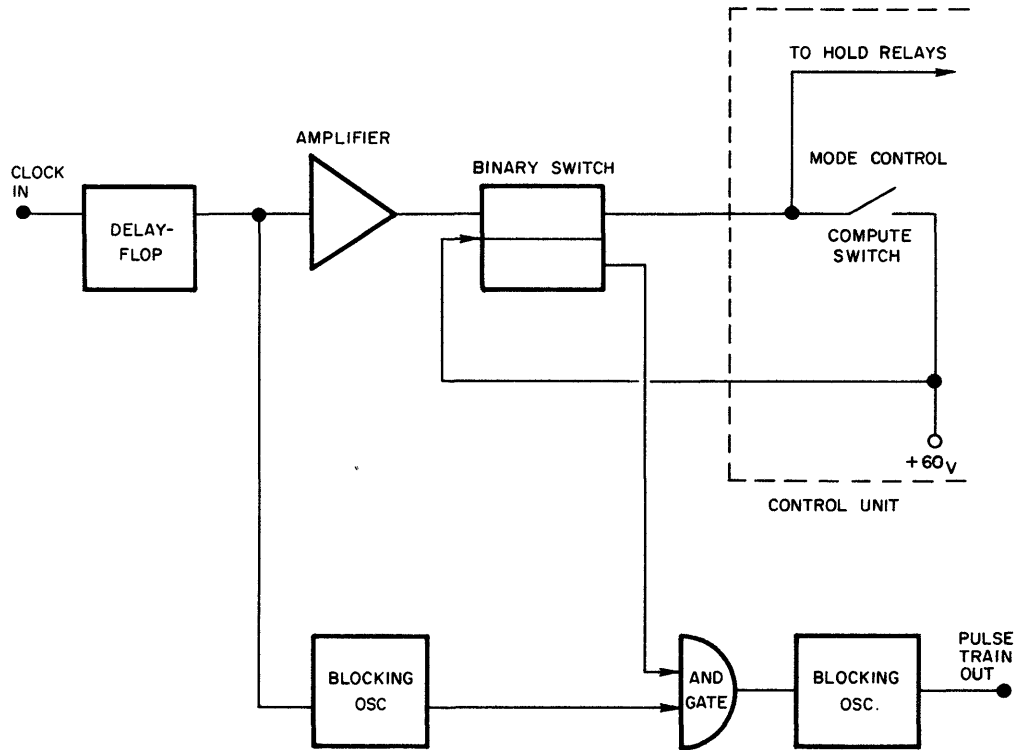 TO HOLD RELAYS
AMPLIFIER
MODE CONTROL
CLOCK
IN
BINARY SWITCH
DELAY-
FLOP
COMPUTE
SWITCH
+60V
CONTROL UNIT
BLOCKING
OSC
AND
GATE
BLOCKING
OSC.
PULSE
TRAIN
OUT